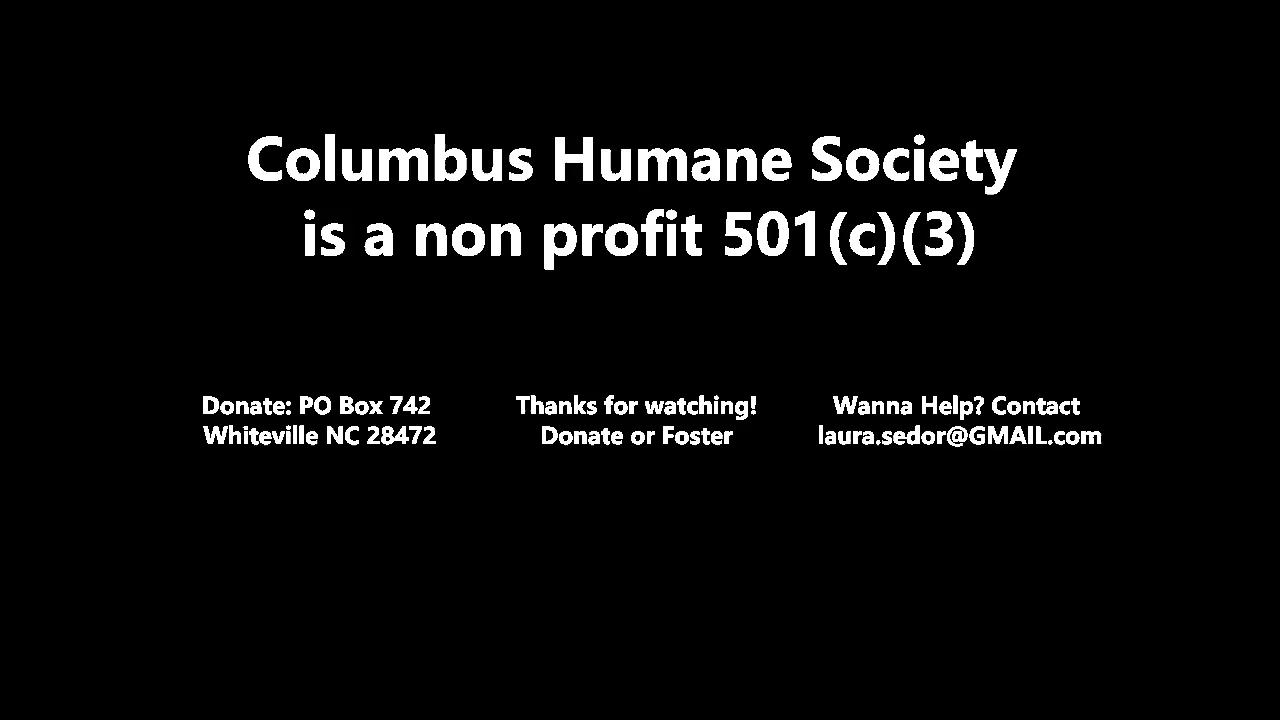 Columbus Humane Society
is a non profit 501(c)(3)
Donate: PO Box 742
Whiteville NC 28472
Thanks for watching!
Donate or Foster
Wanna Help? Contact
laura.sedor@GMAIL.com